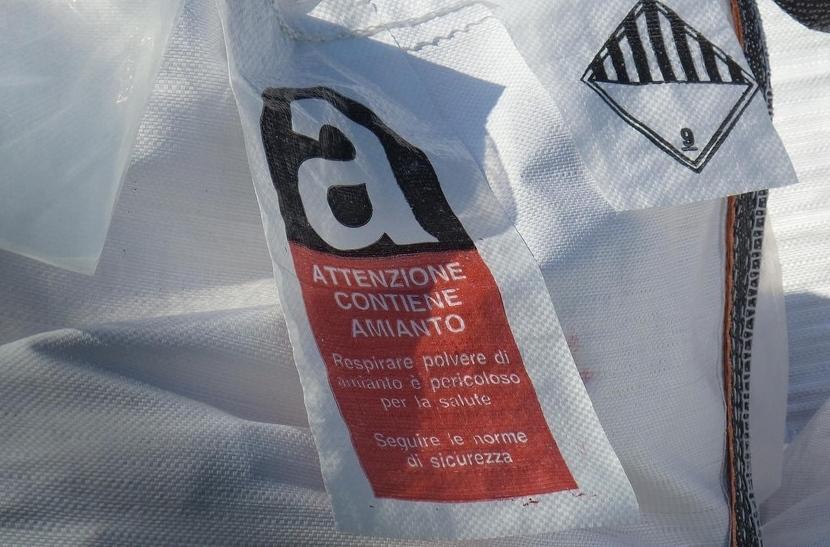 a
ATTENZIONE
CONTIENE
AMIANTO
Respirare polvere di
amianto è pericoloso
per la salute
Seguire le norme
di sicurezza
9